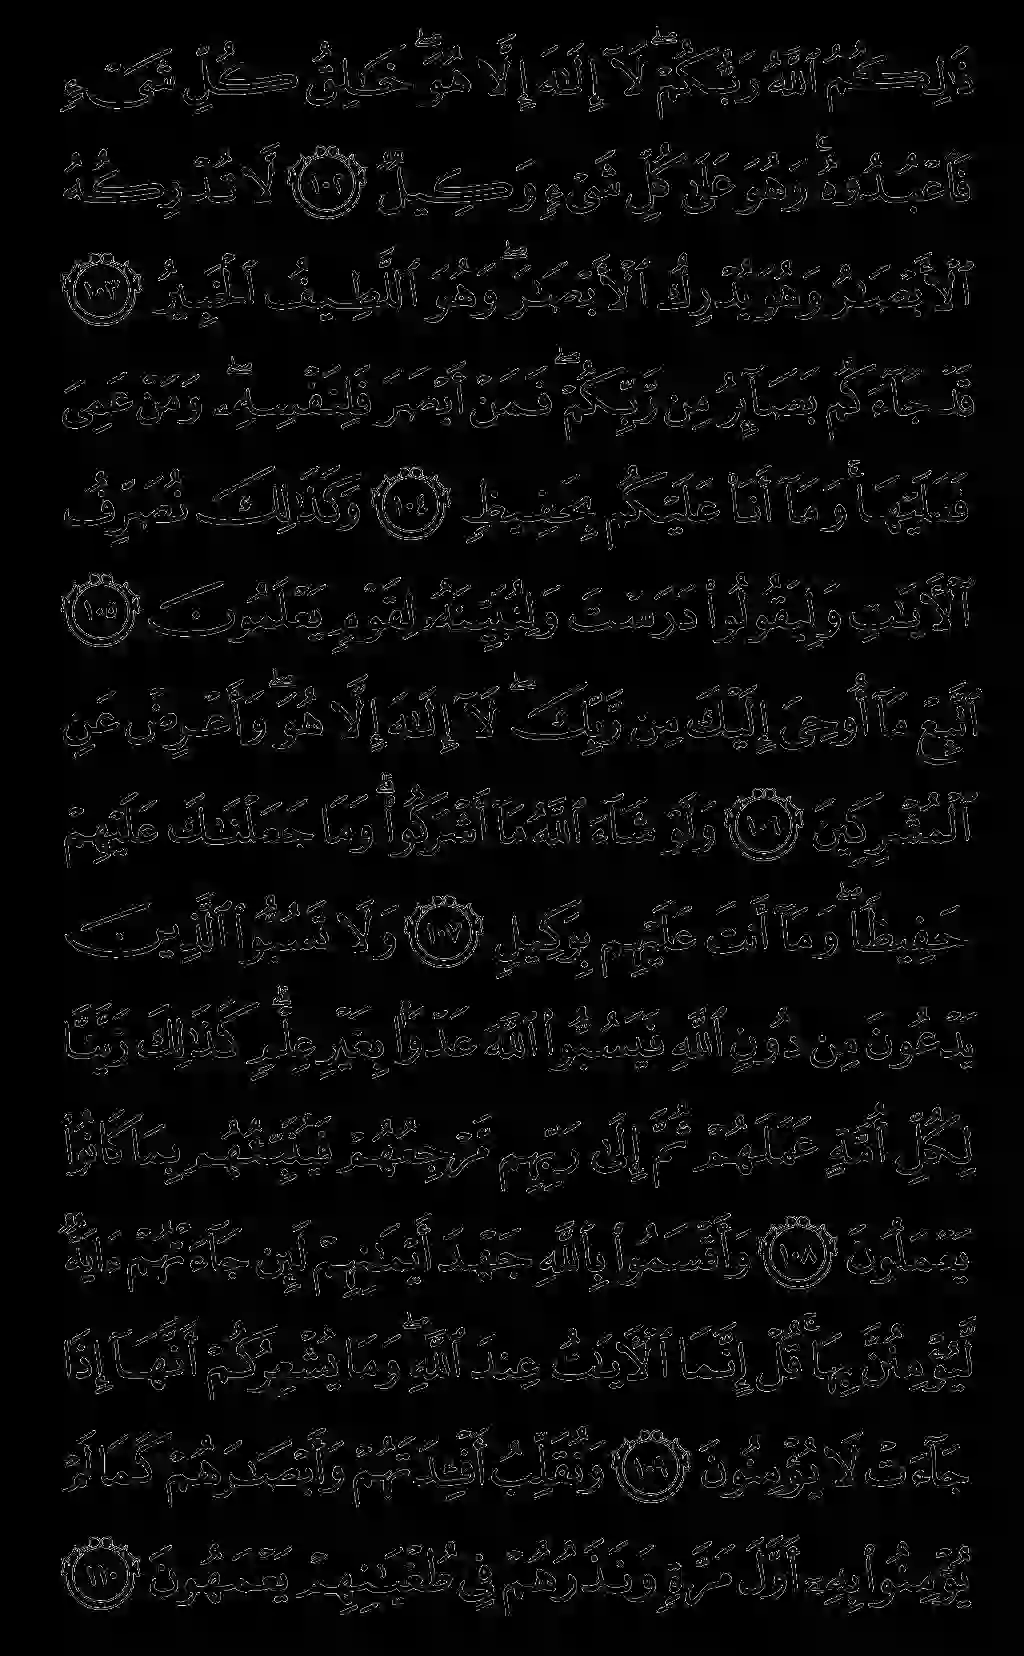 ذَٰلِكُمُ ٱللَّهُ رَبُّكُمْ ۖ لَآ إِلَٰهَ إِلَّا هُوَ ۖ خَٰلِقُ كُلِّ شَىْءٍ
فَٱعْبُدُوهُ ۚ وَهُوَ عَلَىٰ كُلِّ شَىْءٍ وَكِيلٌ ١٠٢ لَّا تُدْرِكُهُ
ٱلْأَبْصَٰرُ وَهُوَ يُدْرِكُ ٱلْأَبْصَٰرَ ۖ وَهُوَ ٱللَّطِيفُ ٱلْخَبِيرُ ١٠٣
قَدْ جَآءَكُم بَصَآئِرُ مِن رَّبِّكُمْ ۖ فَمَنْ أَبْصَرَ فَلِنَفْسِهِۦ ۖ وَمَنْ عَمِىَ
فَعَلَيْهَا ۚ وَمَآ أَنَا۠ عَلَيْكُم بِحَفِيظٍ ١٠٤ وَكَذَٰلِكَ نُصَرِّفُ
ٱلْـَٔايَٰتِ وَلِيَقُولُوا۟ دَرَسْتَ وَلِنُبَيِّنَهُۥ لِقَوْمٍ يَعْلَمُونَ ١٠٥
ٱتَّبِعْ مَآ أُوحِىَ إِلَيْكَ مِن رَّبِّكَ ۖ لَآ إِلَٰهَ إِلَّا هُوَ ۖ وَأَعْرِضْ عَنِ
ٱلْمُشْرِكِينَ ١٠٦ وَلَوْ شَآءَ ٱللَّهُ مَآ أَشْرَكُوا۟ ۗ وَمَا جَعَلْنَٰكَ عَلَيْهِمْ
حَفِيظًا ۖ وَمَآ أَنتَ عَلَيْهِم بِوَكِيلٍ ١٠٧ وَلَا تَسُبُّوا۟ ٱلَّذِينَ
يَدْعُونَ مِن دُونِ ٱللَّهِ فَيَسُبُّوا۟ ٱللَّهَ عَدْوًۢا بِغَيْرِ عِلْمٍ ۗ كَذَٰلِكَ زَيَّنَّا
لِكُلِّ أُمَّةٍ عَمَلَهُمْ ثُمَّ إِلَىٰ رَبِّهِم مَّرْجِعُهُمْ فَيُنَبِّئُهُم بِمَا كَانُوا۟
يَعْمَلُونَ ١٠٨ وَأَقْسَمُوا۟ بِٱللَّهِ جَهْدَ أَيْمَٰنِهِمْ لَئِن جَآءَتْهُمْ ءَايَةٌ
لَّيُؤْمِنُنَّ بِهَا ۚ قُلْ إِنَّمَا ٱلْـَٔايَٰتُ عِندَ ٱللَّهِ ۖ وَمَا يُشْعِرُكُمْ أَنَّهَآ إِذَا
جَآءَتْ لَا يُؤْمِنُونَ ١٠٩ وَنُقَلِّبُ أَفْـِٔدَتَهُمْ وَأَبْصَٰرَهُمْ كَمَا لَمْ
يُؤْمِنُوا۟ بِهِۦٓ أَوَّلَ مَرَّةٍ وَنَذَرُهُمْ فِى طُغْيَٰنِهِمْ يَعْمَهُونَ ١١٠